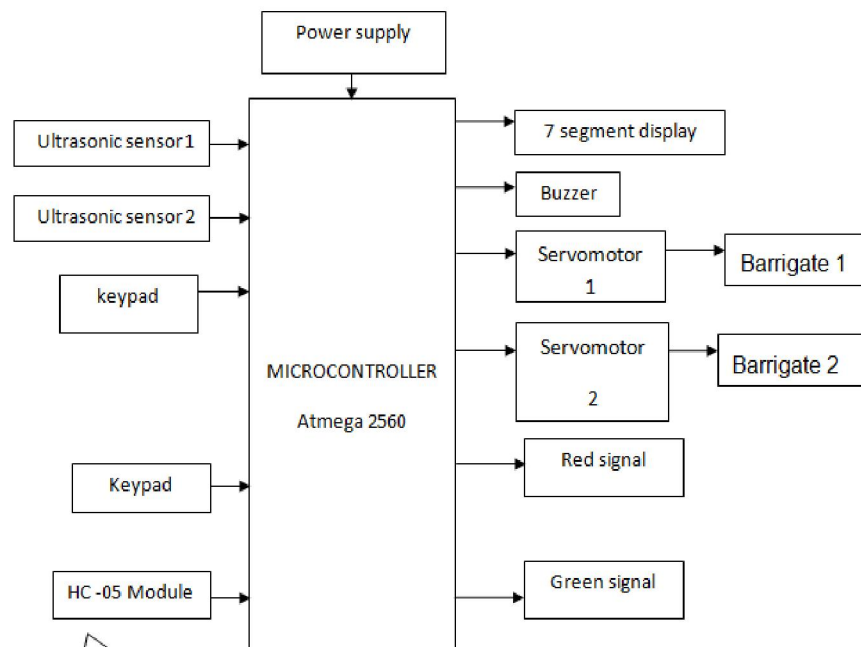 Power supply
Ultrasonic sensor 1
Ultrasonic sensor 2
keypad
Keypad
HC -05 Module
MICROCONTROLLER
Atmega 2560
7 segment display
Buzzer
Servomotor
1
Barrigate 1
Servomotor
2
Barrigate 2
Red signal
Green signal